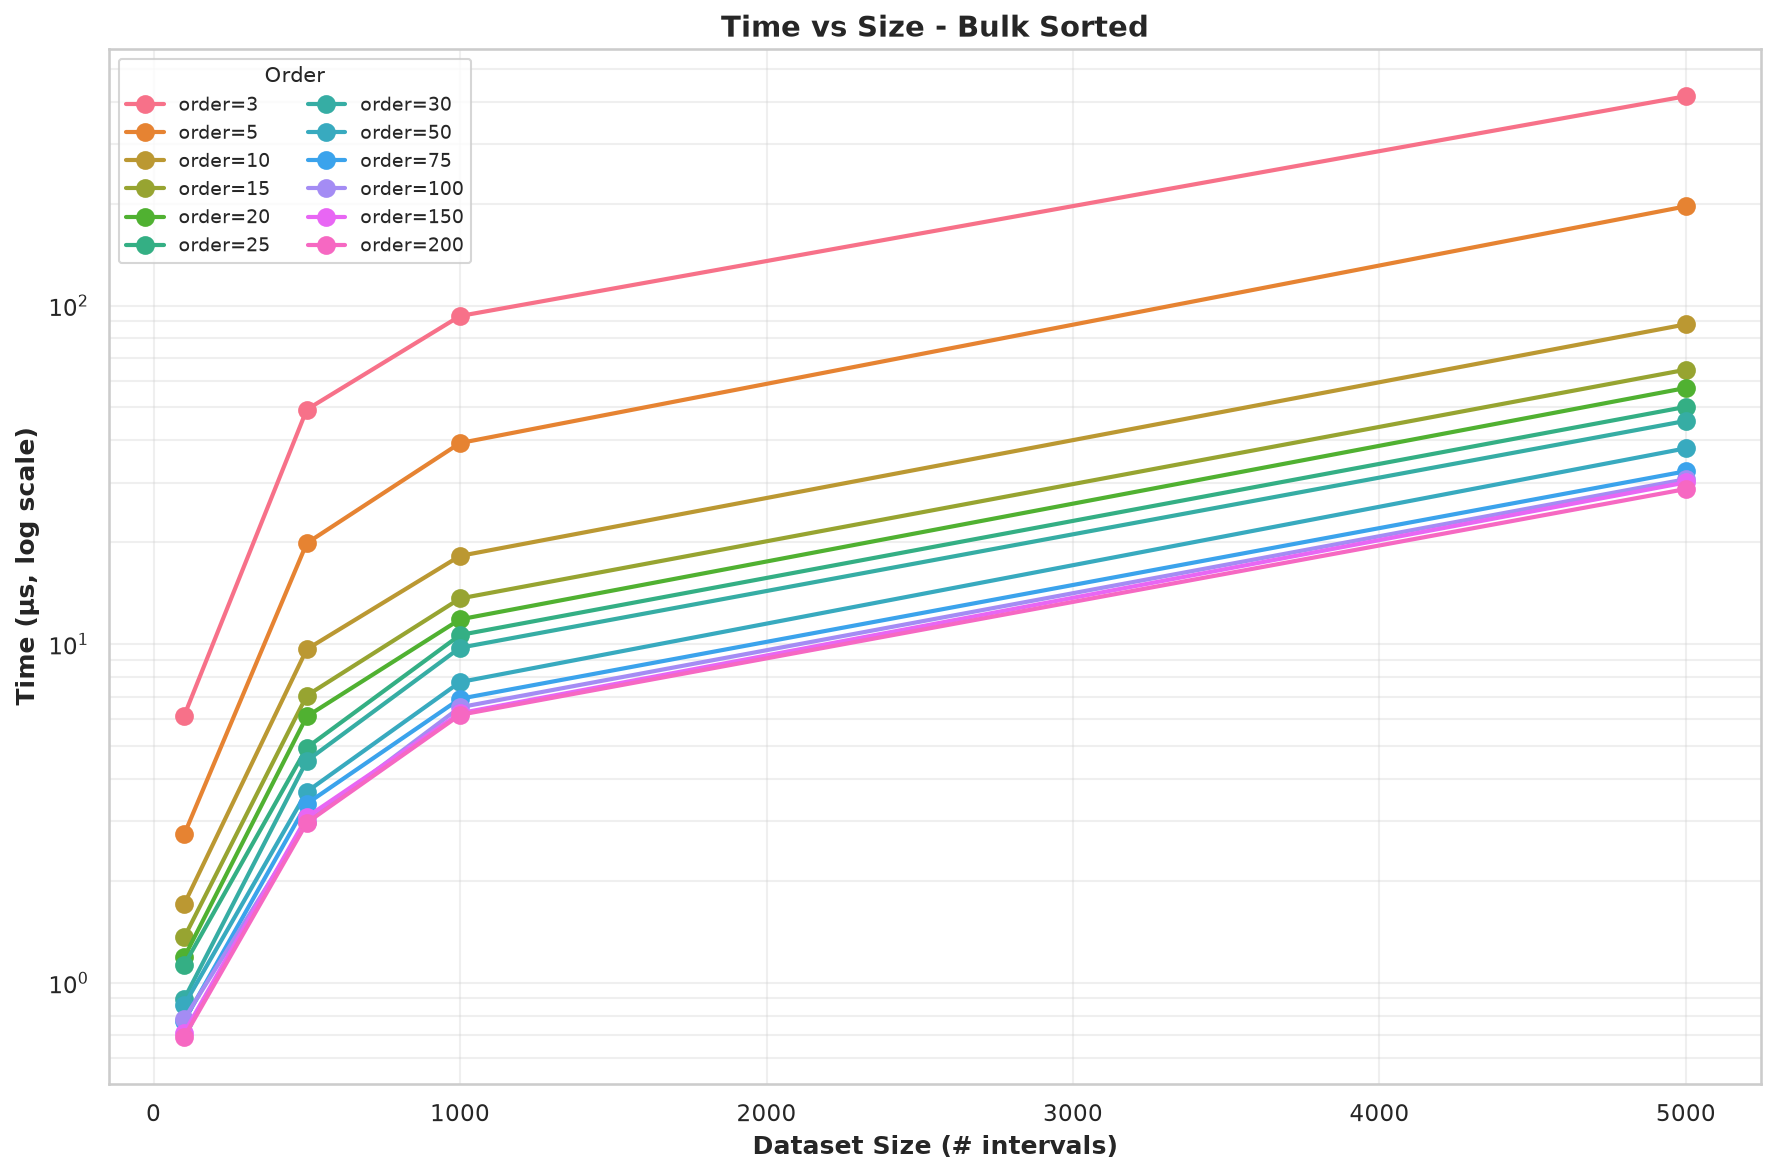 Time vs Size - Bulk Sorted
Order
order=3
order=5
order=10
order=15
order=20
order=25
order=30
order=50
order=75
order=100
order=150
order=200
Time (μs, log scale)
10²
10¹
10⁰
0 1000 2000 3000 4000 5000
Dataset Size (# intervals)